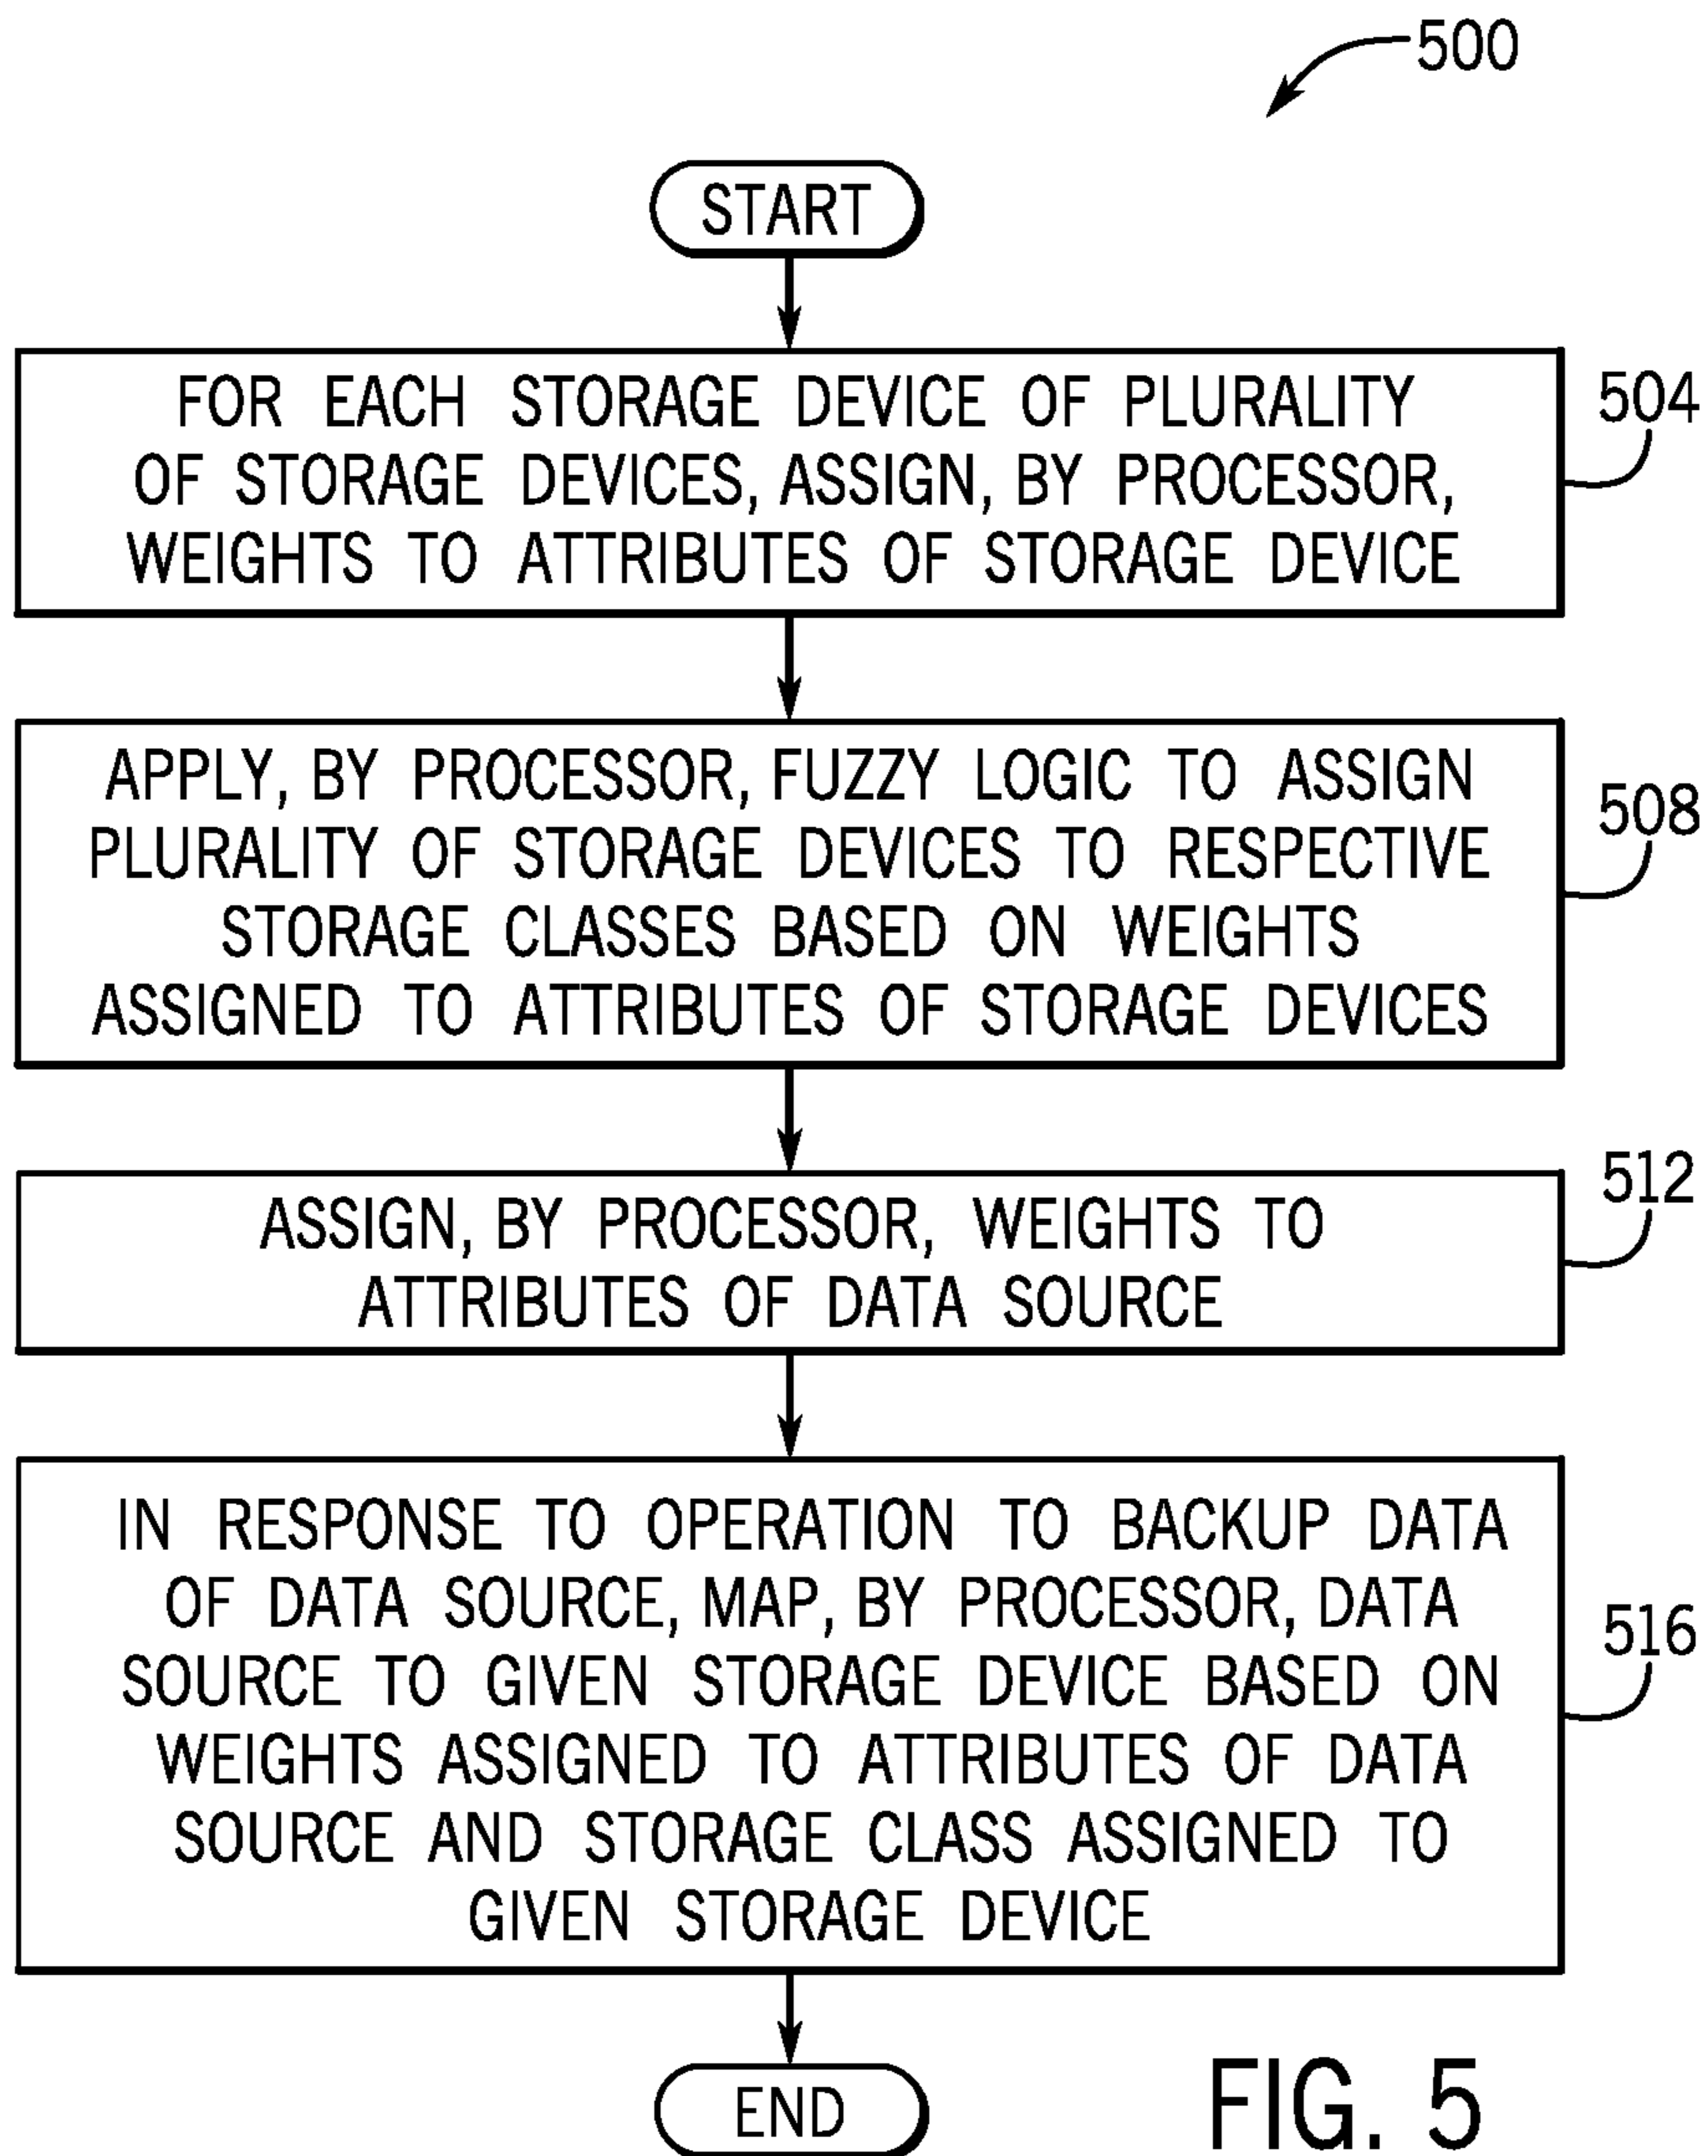 500
START
FOR EACH STORAGE DEVICE OF PLURALITY
OF STORAGE DEVICES, ASSIGN, BY PROCESSOR,
WEIGHTS TO ATTRIBUTES OF STORAGE DEVICE
504
APPLY, BY PROCESSOR, FUZZY LOGIC TO ASSIGN
PLURALITY OF STORAGE DEVICES TO RESPECTIVE
STORAGE CLASSES BASED ON WEIGHTS
ASSIGNED TO ATTRIBUTES OF STORAGE DEVICES
508
ASSIGN, BY PROCESSOR, WEIGHTS TO
ATTRIBUTES OF DATA SOURCE
512
IN RESPONSE TO OPERATION TO BACKUP DATA
OF DATA SOURCE, MAP, BY PROCESSOR, DATA
SOURCE TO GIVEN STORAGE DEVICE BASED ON
WEIGHTS ASSIGNED TO ATTRIBUTES OF DATA
SOURCE AND STORAGE CLASS ASSIGNED TO
GIVEN STORAGE DEVICE
516
END
FIG. 5